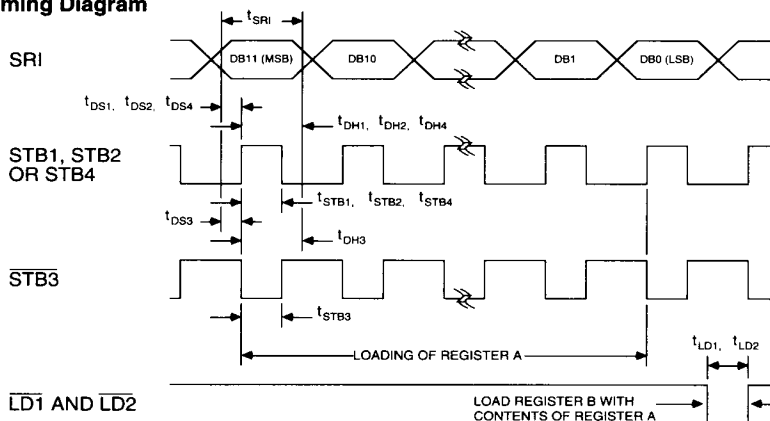 ming Diagram
tSRI
SRI
DB11 (MSB)
DB10
DB1
DB0 (LSB)
tDS1, tDS2, tDS4
tDH1, tDH2, tDH4
STB1, STB2
OR STB4
tSTB1, tSTB2, tSTB4
tDS3
tDH3
STB3
tSTB3
LOADING OF REGISTER A
tLD1, tLD2
LD1 AND LD2
LOAD REGISTER B WITH
CONTENTS OF REGISTER A